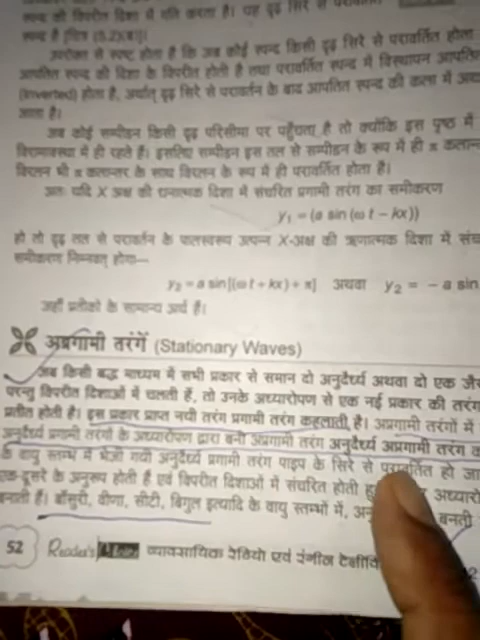 स्पन्द की विपरीत दिशा में गति करता है। यह दृढ़ सिरे से परावर्तित
स्पन्द है [चित्र (5.2)(b)]।
उपरोक्त से स्पष्ट होता है कि जब कोई स्पन्द किसी दृढ़ सिरे से परावर्तित होता
आपतित स्पन्द की दिशा के विपरीत होती है तथा परावर्तित स्पन्द में विस्थापन आपतित
(Inverted) होता है, अर्थात् दृढ़ सिरे से परावर्तन के बाद आपतित स्पन्द की कला में
जाता है।
जब कोई सम्पीडन किसी दृढ़ परिसीमा पर पहुँचता है तो क्योंकि इस पृष्ठ में
विरामावस्था में ही रहते हैं। इसलिए सम्पीडन इस तल से सम्पीडन के रूप में ही π
विरलन भी π कलान्तर के साथ विरलन के रूप में ही परावर्तित होता है।
अतः यदि X अक्ष की धनात्मक दिशा में संचरित प्रगामी तरंग का समीकरण
y₁ = (a sin (ω t – kx))
हो तो दृढ़ तल से परावर्तन के फलस्वरूप उत्पन्न X-अक्ष की ऋणात्मक दिशा में
समीकरण निम्नवत् होगा—
y₂ = a sin[(ω t + kx) + π] अथवा y₂ = – a sin
जहाँ प्रतीकों के सामान्य अर्थ हैं।
अप्रगामी तरंगें (Stationary Waves)
जब किसी बद्ध माध्यम में सभी प्रकार से समान दो अनुदैर्ध्य अथवा दो एक
परन्तु विपरीत दिशाओं में चलती हैं, तो उनके अध्यारोपण से एक नई प्रकार की तरंग
प्रतीत होती है। इस प्रकार प्राप्त नयी तरंग प्रगामी तरंग कहलाती है। अप्रगामी तरंगों में
अनुदैर्ध्य प्रगामी तरंगों के अध्यारोपण द्वारा बनी अप्रगामी तरंग अनुदैर्ध्य अप्रगामी तरंग
के वायु स्तम्भ में भेजी गयी अनुदैर्ध्य प्रगामी तरंग पाइप के सिरे से परावर्तित हो
एक-दूसरे के अनुरूप होती हैं एवं विपरीत दिशाओं में संचरित होती
बनाती हैं। बाँसुरी, वीणा, सीटी, बिगुल इत्यादि के वायु स्तम्भों में, बनती
52 Reader's व्यावसायिक रेडियो एवं रंगीन